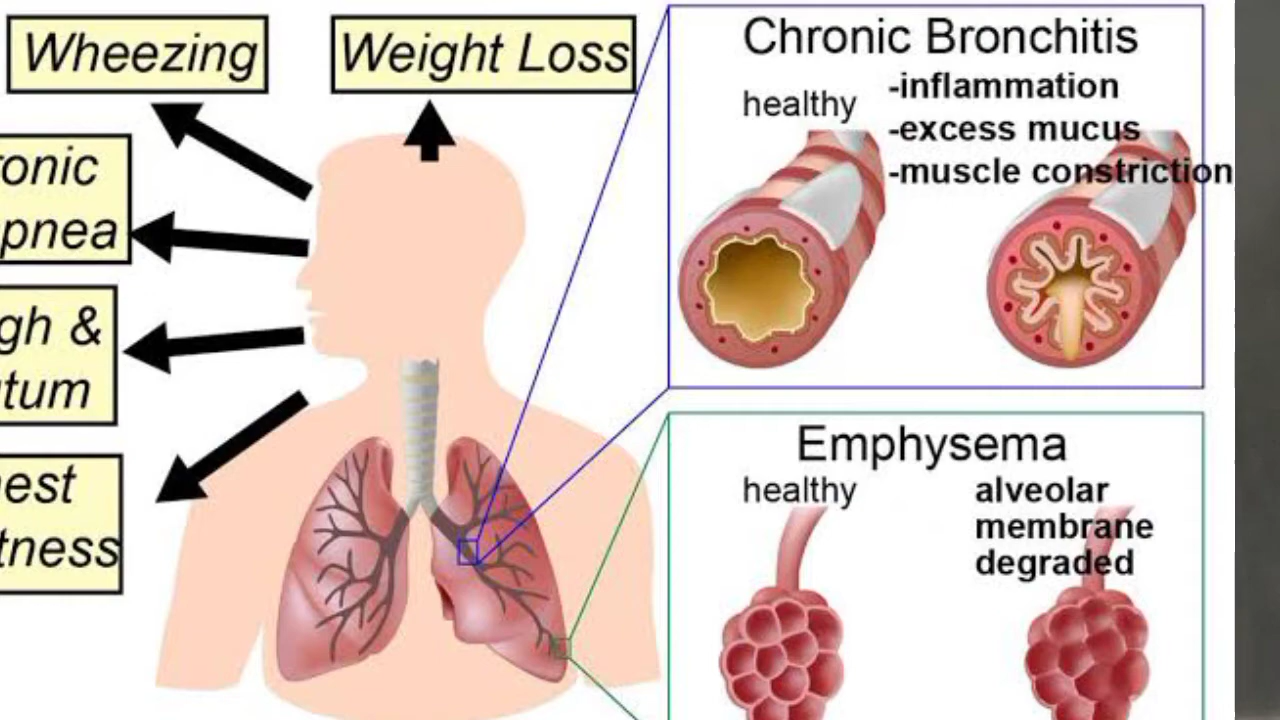 Wheezing
Weight Loss
ronic
pnea
gh &
tum
est
tness
Chronic Bronchitis
healthy
-inflammation
-excess mucus
-muscle constriction
Emphysema
healthy
alveolar
membrane
degraded